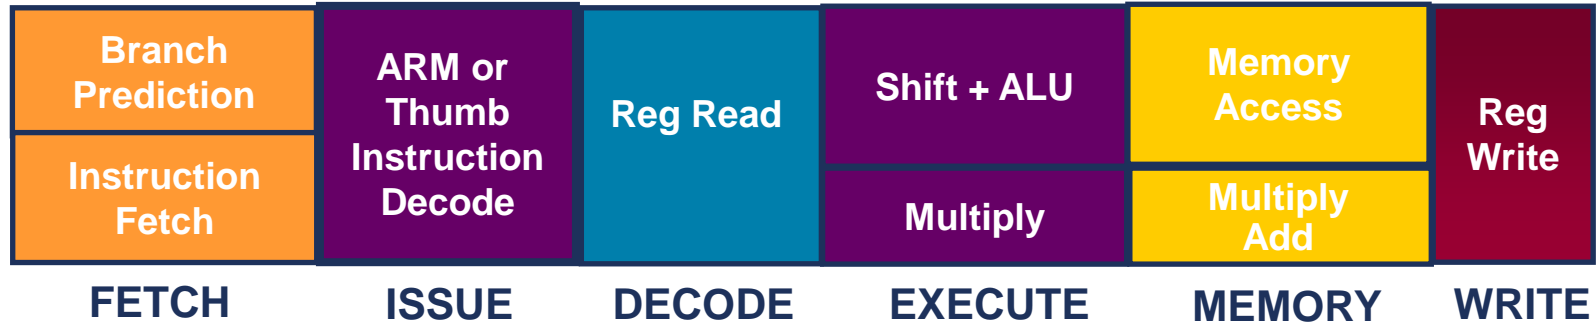 Branch
Prediction
Instruction
Fetch
ARM or
Thumb
Instruction
Decode
Reg Read
Shift + ALU
Multiply
Memory
Access
Multiply
Add
Reg
Write
FETCH
ISSUE
DECODE
EXECUTE
MEMORY
WRITE